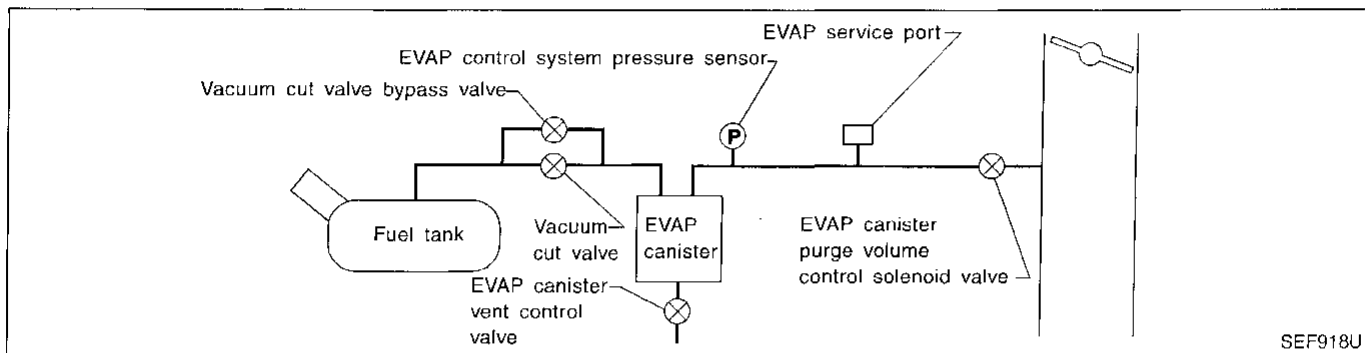 EVAP service port
EVAP control system pressure sensor
Vacuum cut valve bypass valve
P
Fuel tank
Vacuum
cut valve
EVAP
canister
EVAP canister
purge volume
control solenoid valve
EVAP canister
vent control
valve
SEF918U